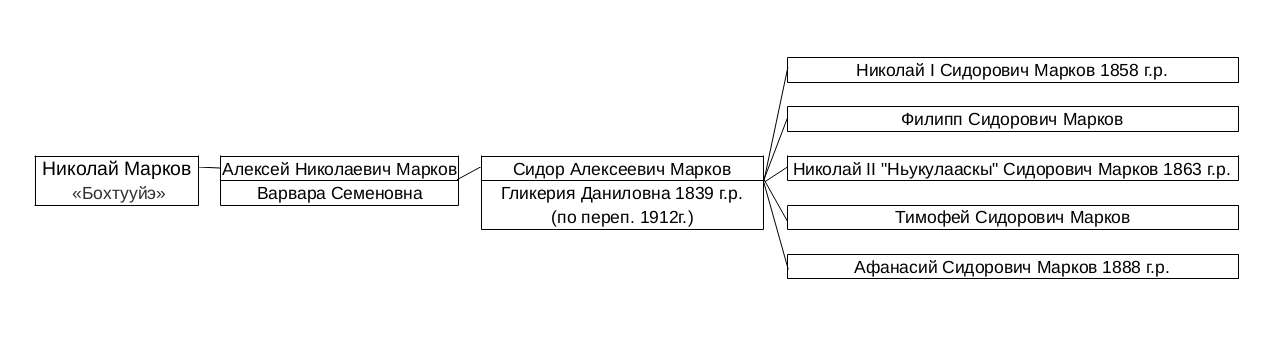 Николай Марков
«Бохтууйэ»
Алексей Николаевич Марков
Варвара Семеновна
Сидор Алексеевич Марков
Гликерия Даниловна 1839 г.р.
(по переп. 1912г.)
Николай I Сидорович Марков 1858 г.р.
Филипп Сидорович Марков
Николай II "Ньукулааскы" Сидорович Марков 1863 г.р.
Тимофей Сидорович Марков
Афанасий Сидорович Марков 1888 г.р.